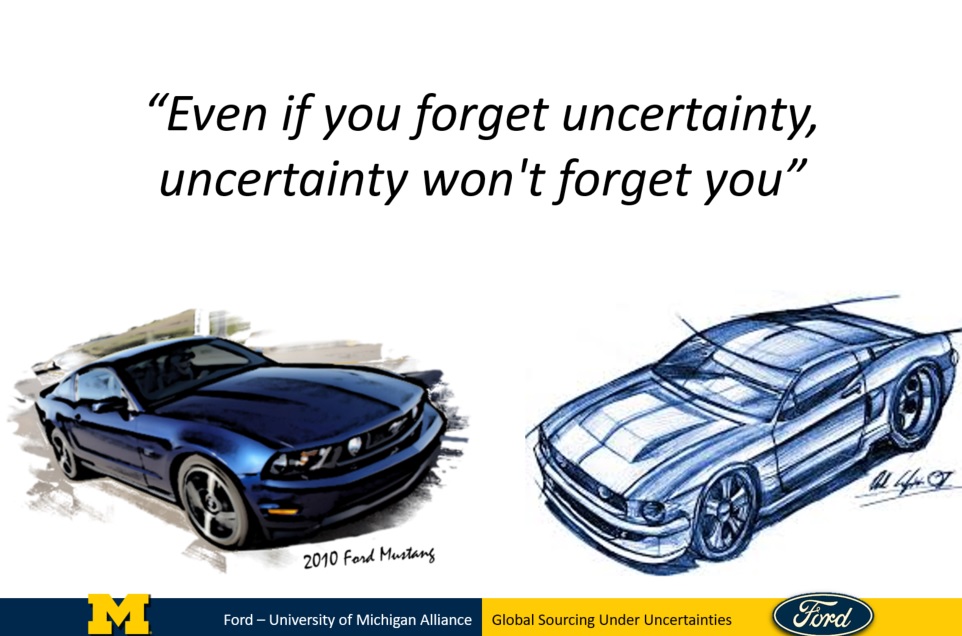 “Even if you forget uncertainty,
uncertainty won't forget you”
2010 Ford Mustang
M
Ford – University of Michigan Alliance
Global Sourcing Under Uncertainties
Ford